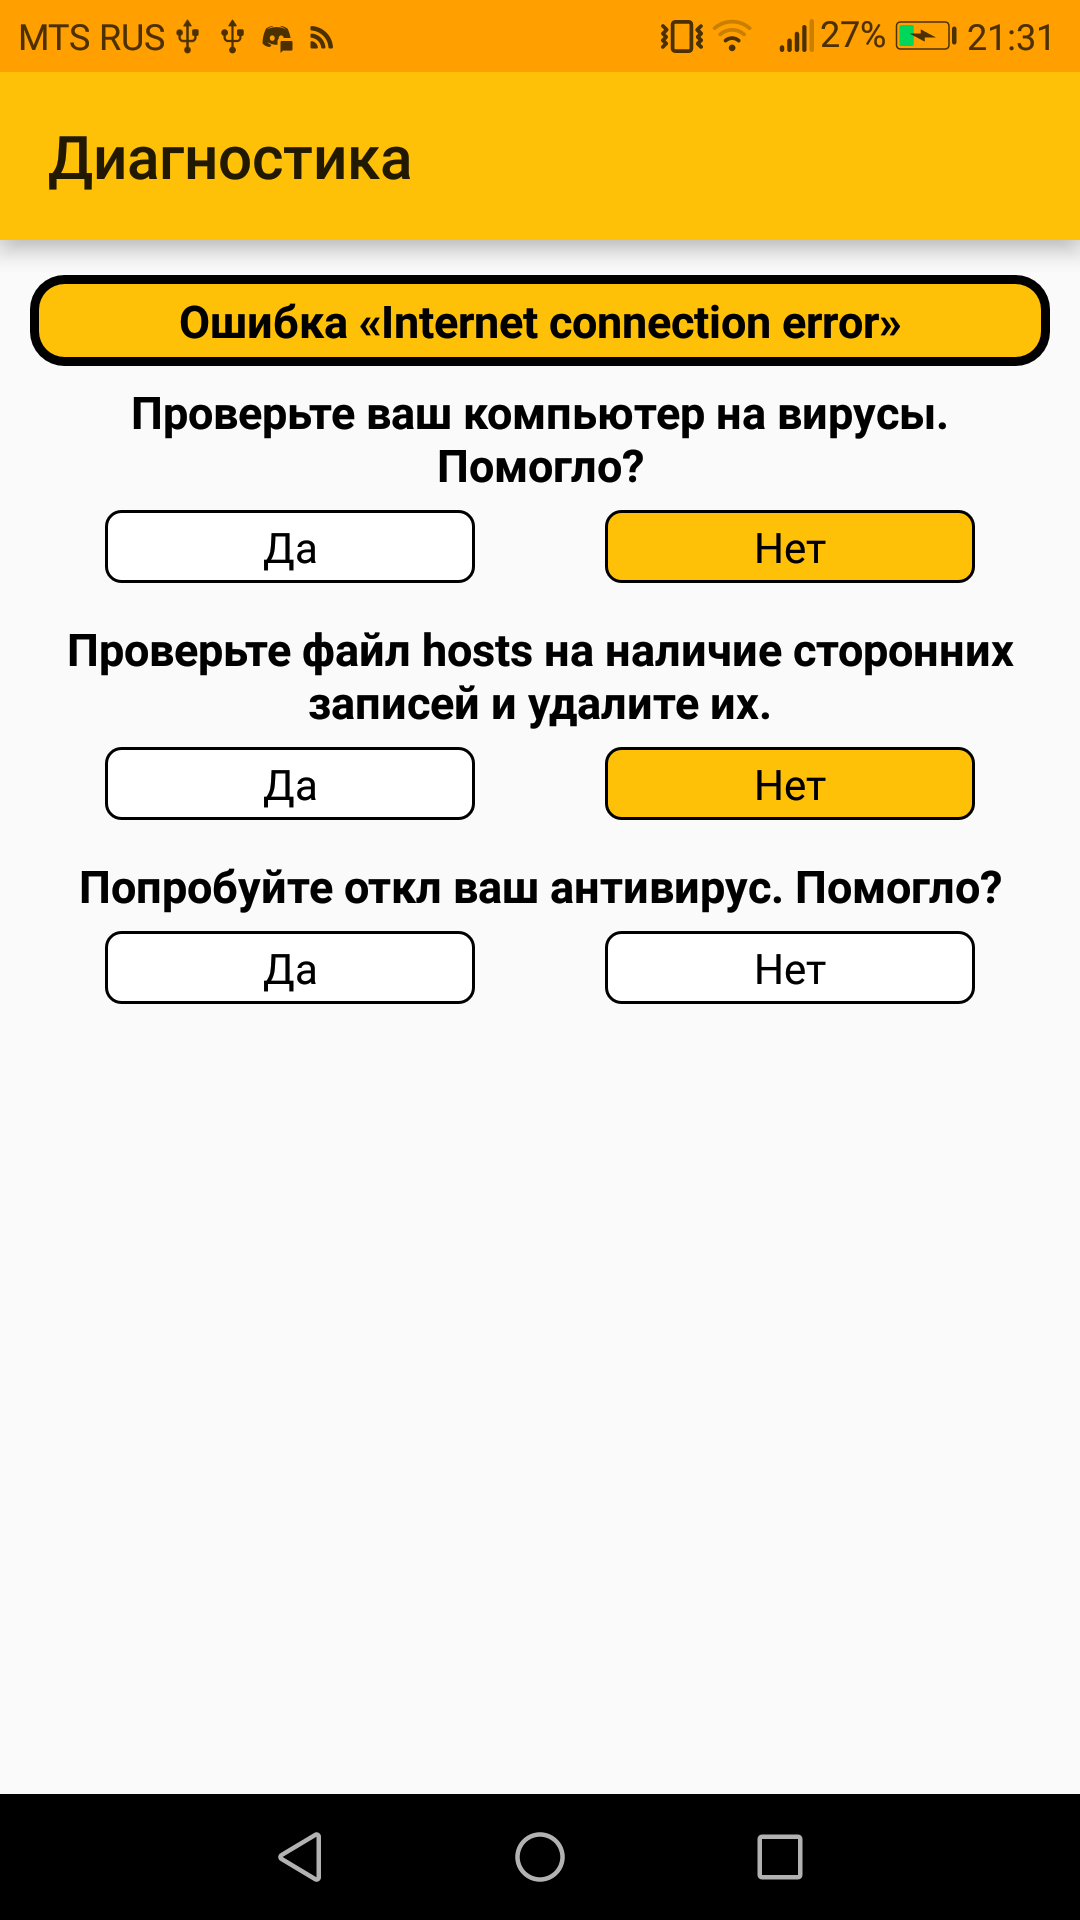 MTS RUS 27% 21:31
Диагностика
Ошибка «Internet connection error»
Проверьте ваш компьютер на вирусы.
Помогло?
Да Нет
Проверьте файл hosts на наличие сторонних
записей и удалите их.
Да Нет
Попробуйте откл ваш антивирус. Помогло?
Да Нет